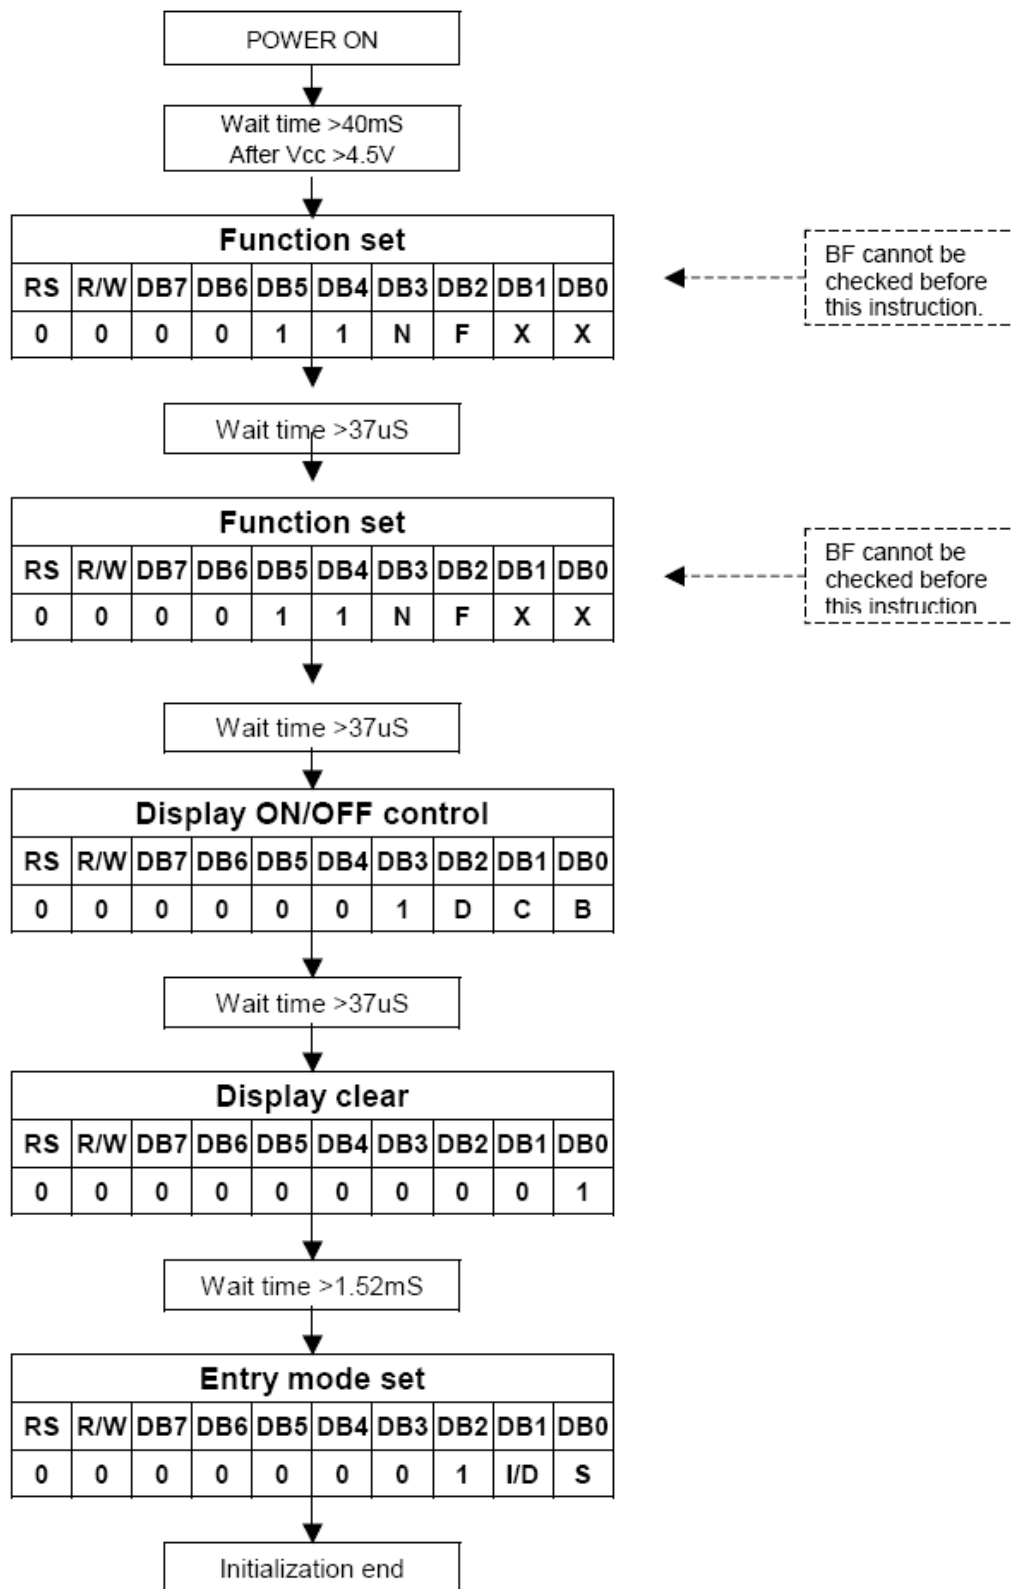 POWER ON
Wait time >40mS
After Vcc >4.5V
Function set
RS R/W DB7 DB6 DB5 DB4 DB3 DB2 DB1 DB0
0 0 0 0 1 1 N F X X
BF cannot be
checked before
this instruction.
Wait time >37uS
Function set
RS R/W DB7 DB6 DB5 DB4 DB3 DB2 DB1 DB0
0 0 0 0 1 1 N F X X
BF cannot be
checked before
this instruction
Wait time >37uS
Display ON/OFF control
RS R/W DB7 DB6 DB5 DB4 DB3 DB2 DB1 DB0
0 0 0 0 0 0 1 D C B
Wait time >37uS
Display clear
RS R/W DB7 DB6 DB5 DB4 DB3 DB2 DB1 DB0
0 0 0 0 0 0 0 0 0 1
Wait time >1.52mS
Entry mode set
RS R/W DB7 DB6 DB5 DB4 DB3 DB2 DB1 DB0
0 0 0 0 0 0 0 1 I/D S
Initialization end